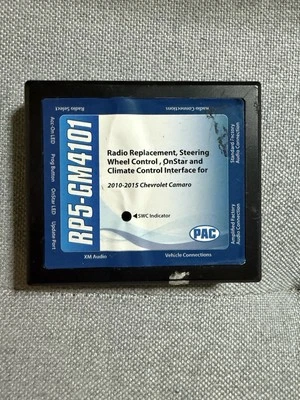 Radio Select
Radio Connections
Acc-On LED
Prog Button
OnStar LED
Update Port
RP5-GM4101
Radio Replacement, Steering
Wheel Control , OnStar and
Climate Control Interface for
2010-2015 Chevrolet Camaro
SWC Indicator
Standard Factory
Audio Connection
Amplified Factory
Audio Connection
PAC
XM Audio
Vehicle Connections